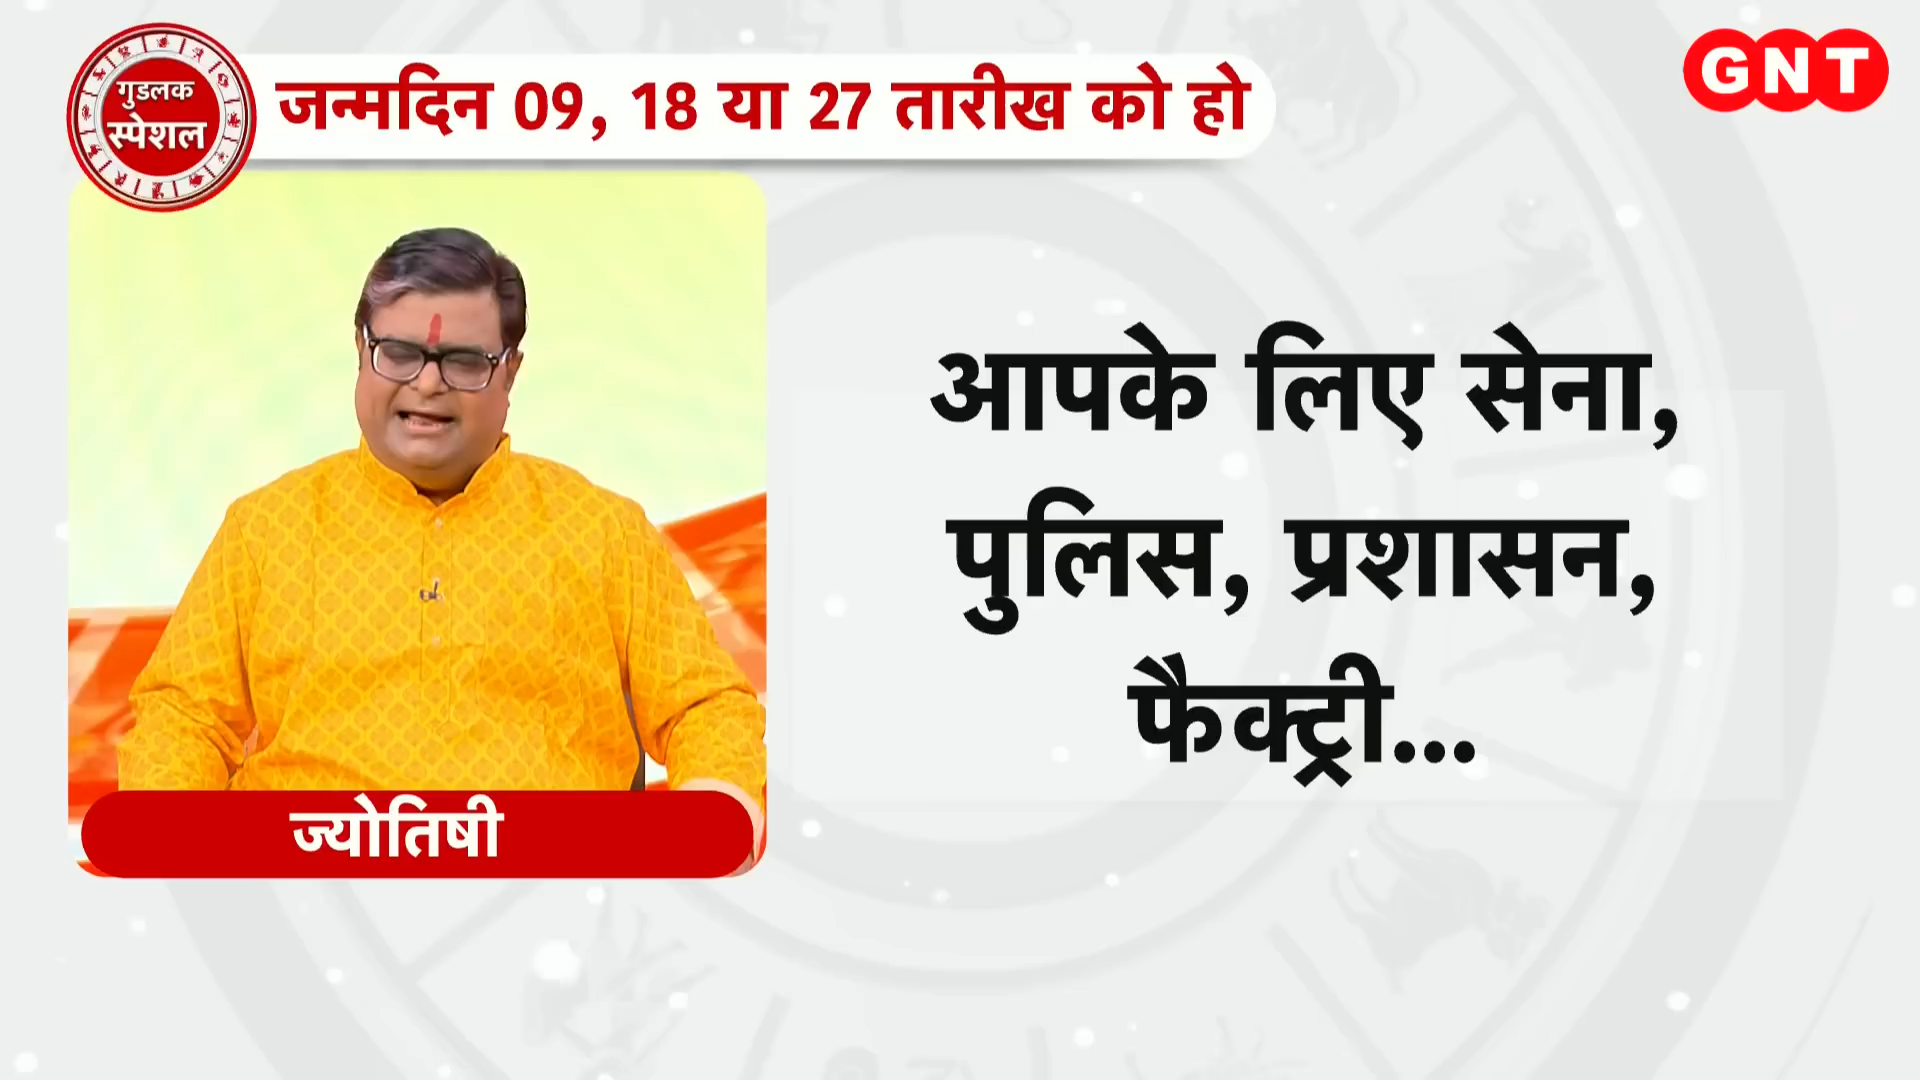 गुडलक
स्पेशल
जन्मदिन 09, 18 या 27 तारीख को हो
GNT
आपके लिए सेना,
पुलिस, प्रशासन,
फैक्ट्री...
ज्योतिषी